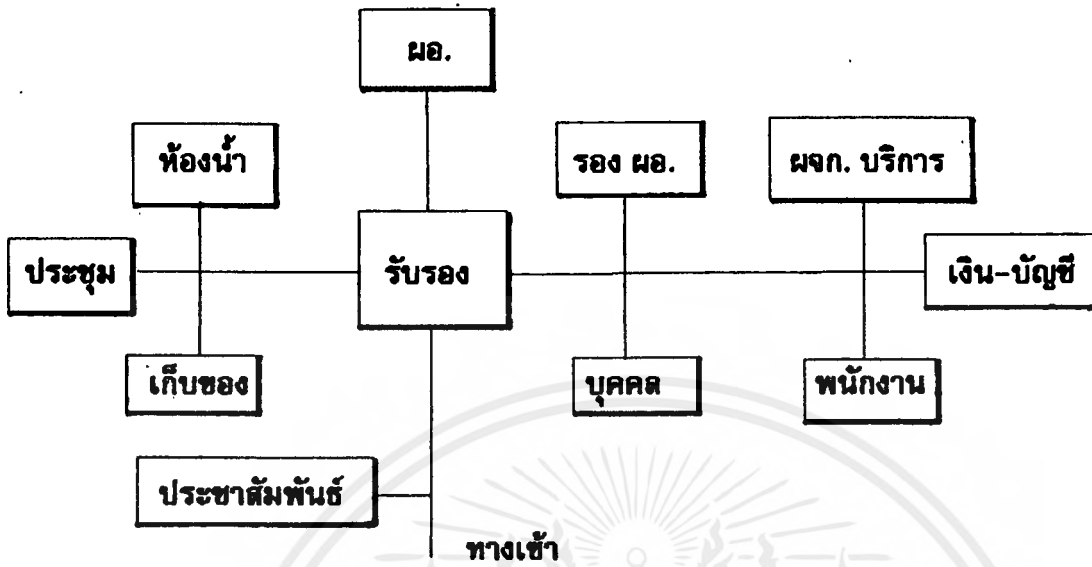 ผอ.
ห้องน้ำ
รอง ผอ.
ผจก. บริการ
ประชุม
รับรอง
เงิน-บัญชี
เก็บของ
บุคคล
พนักงาน
ประชาสัมพันธ์
ทางเข้า